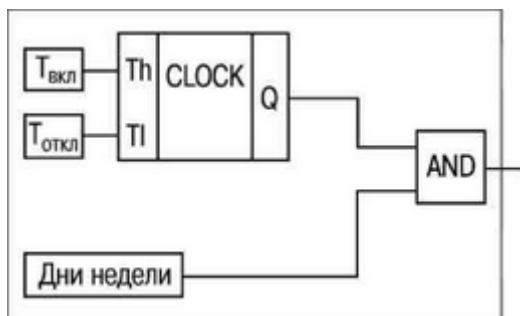 Tвкл
Th
CLOCK
Q
Tоткл
Tl
AND
Дни недели